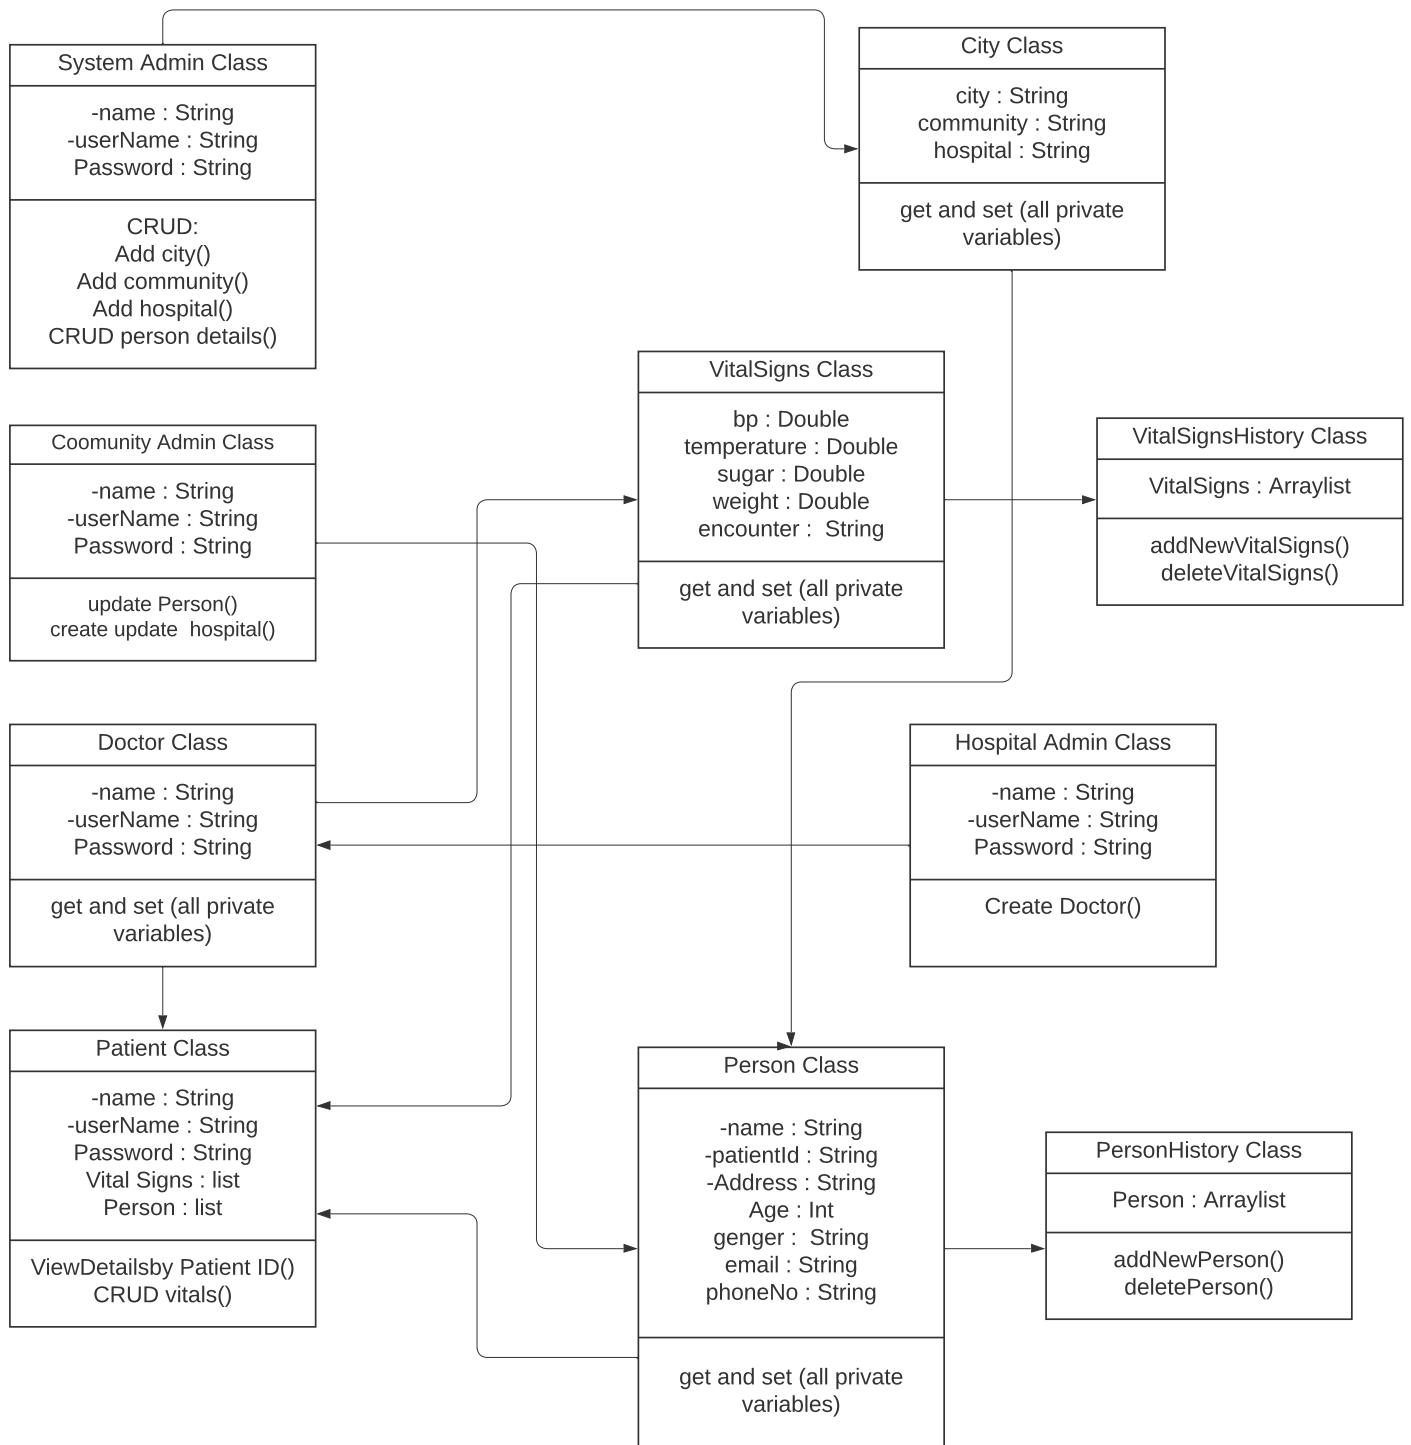 System Admin Class
-name : String
-userName : String
Password : String
CRUD:
Add city()
Add community()
Add hospital()
CRUD person details()
City Class
city : String
community : String
hospital : String
get and set (all private
variables)
Coomunity Admin Class
-name : String
-userName : String
Password : String
update Person()
create update  hospital()
VitalSigns Class
bp : Double
temperature : Double
sugar : Double
weight : Double
encounter :  String
get and set (all private
variables)
VitalSignsHistory Class
VitalSigns : Arraylist
addNewVitalSigns()
deleteVitalSigns()
Doctor Class
-name : String
-userName : String
Password : String
get and set (all private
variables)
Hospital Admin Class
-name : String
-userName : String
Password : String
Create Doctor()
Patient Class
-name : String
-userName : String
Password : String
Vital Signs : list
Person : list
ViewDetailsby Patient ID()
CRUD vitals()
Person Class
-name : String
-patientId : String
-Address : String
Age : Int
genger :  String
email : String
phoneNo : String
get and set (all private
variables)
PersonHistory Class
Person : Arraylist
addNewPerson()
deletePerson()